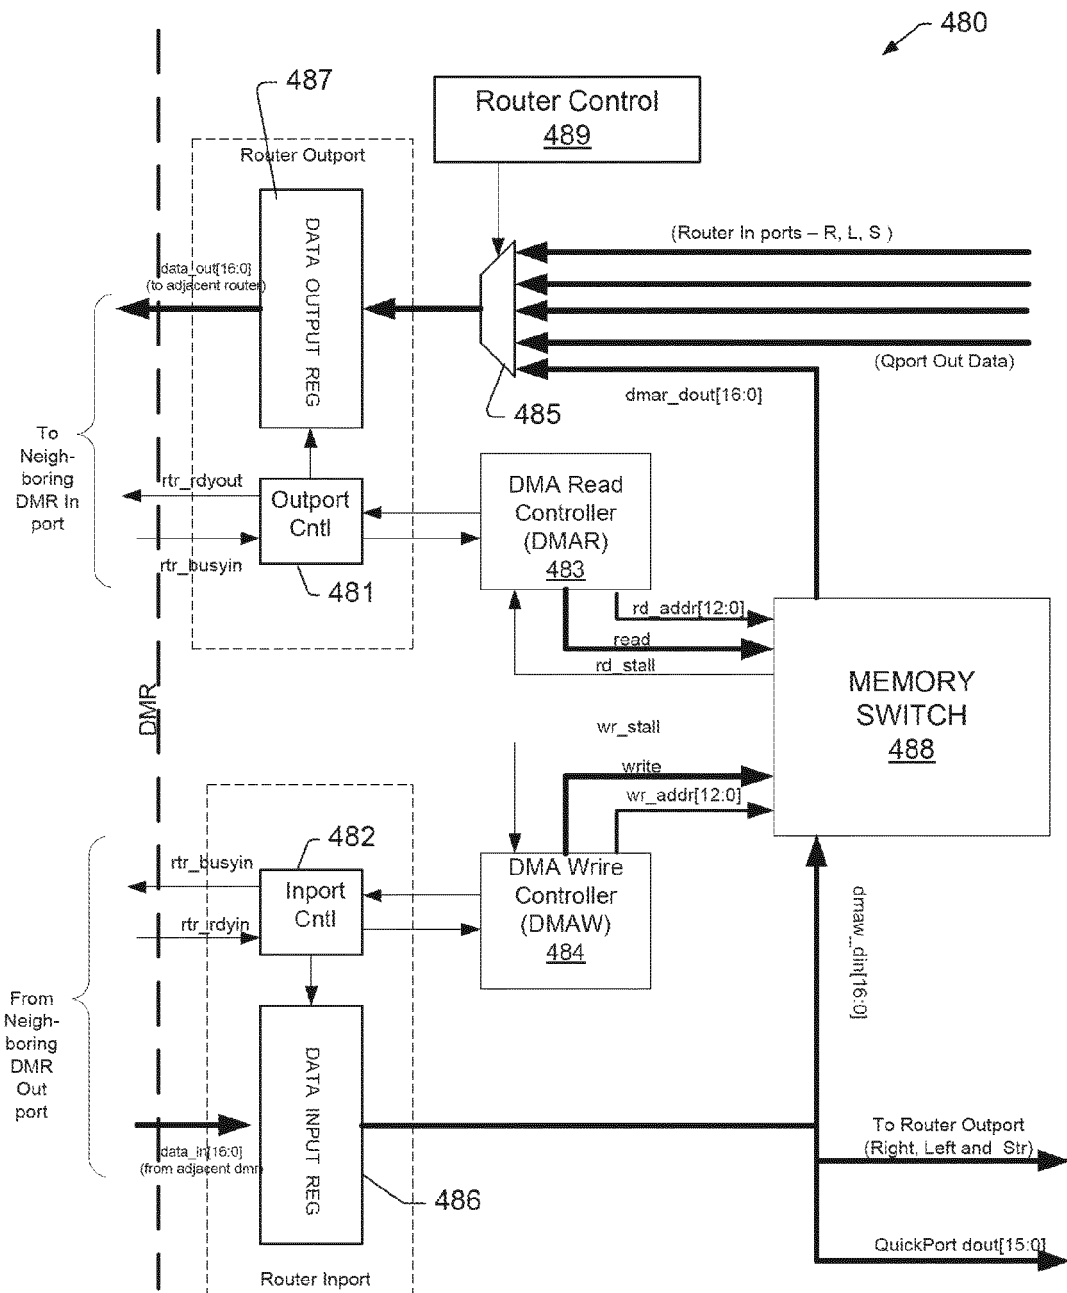 480
487
Router Control
489
Router Outport
DATA OUTPUT REG
(Router In ports – R, L, S )
data_out[16:0]
(to adjacent router)
(Qport Out Data)
dmar_dout[16:0]
485
To
Neigh-
boring
DMR In
port
rtr_rdyout
Outport
Cntl
rtr_busyin
481
DMA Read
Controller
(DMAR)
483
rd_addr[12:0]
read
rd_stall
MEMORY
SWITCH
488
DMR
wr_stall
write
wr_addr[12:0]
482
rtr_busyin
Inport
Cntl
rtr_irdyin
DMA Wrire
Controller
(DMAW)
484
dmaw_din[16:0]
From
Neigh-
boring
DMR
Out
port
DATA INPUT REG
data_in[16:0]
(from adjacent dmr)
486
To Router Outport
(Right, Left and Str)
QuickPort dout[15:0]
Router Inport